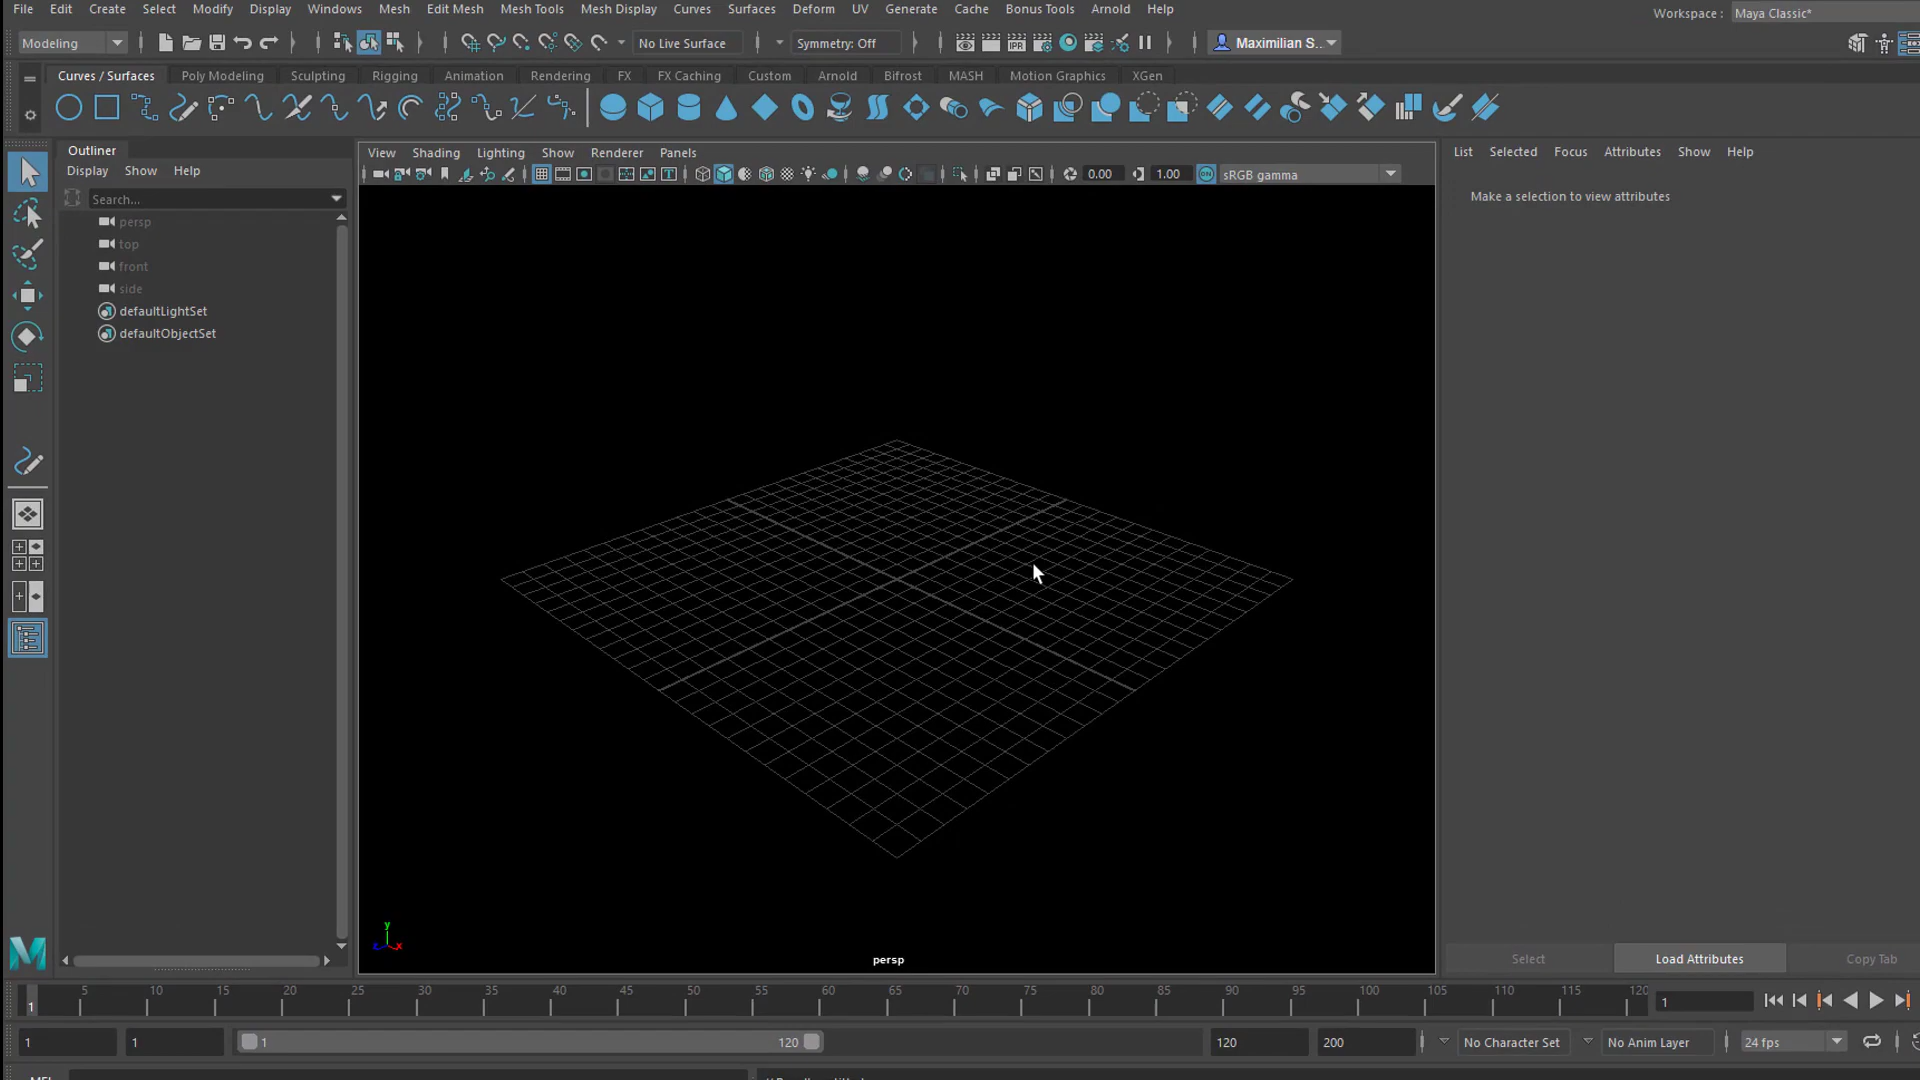 File Edit Create Select Modify Display Windows Mesh Edit Mesh Mesh Tools Mesh Display Curves Surfaces Deform UV Generate Cache Bonus Tools Arnold Help
Workspace : Maya Classic*
Modeling No Live Surface Symmetry: Off IPR Maximilian S..
Curves / Surfaces Poly Modeling Sculpting Rigging Animation Rendering FX FX Caching Custom Arnold Bifrost MASH Motion Graphics XGen
Outliner
Display Show Help
Search...
persp
top
front
side
defaultLightSet
defaultObjectSet
View Shading Lighting Show Renderer Panels
0.00 1.00 ON sRGB gamma
y
z x
persp
List Selected Focus Attributes Show Help
Make a selection to view attributes
Select Load Attributes Copy Tab
M
1 5 10 15 20 25 30 35 40 45 50 55 60 65 70 75 80 85 90 95 100 105 110 115 120 1
1 1 1 120 120 200 No Character Set No Anim Layer 24 fps